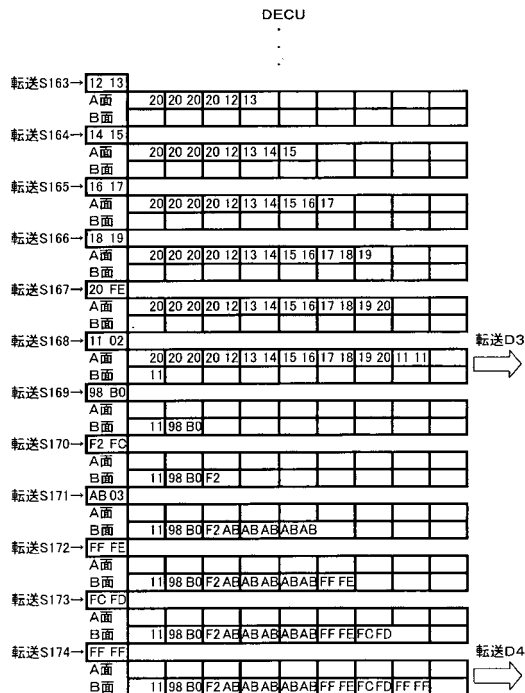 DECU
転送S163→ 12 13
A面 20 20 20 20 12 13
B面
転送S164→ 14 15
A面 20 20 20 20 12 13 14 15
B面
転送S165→ 16 17
A面 20 20 20 20 12 13 14 15 16 17
B面
転送S166→ 18 19
A面 20 20 20 20 12 13 14 15 16 17 18 19
B面
転送S167→ 20 FE
A面 20 20 20 20 12 13 14 15 16 17 18 19 20
B面
転送S168→ 11 02 転送D3
A面 20 20 20 20 12 13 14 15 16 17 18 19 20 11 11
B面 11
転送S169→ 98 B0
A面
B面 11 98 B0
転送S170→ F2 FC
A面
B面 11 98 B0 F2
転送S171→ AB 03
A面
B面 11 98 B0 F2 AB AB AB AB AB
転送S172→ FF FE
A面
B面 11 98 B0 F2 AB AB AB AB AB FF FE
転送S173→ FC FD
A面
B面 11 98 B0 F2 AB AB AB AB AB FF FE FC FD
転送S174→ FF FF 転送D4
A面
B面 11 98 B0 F2 AB AB AB AB AB FF FE FC FD FF FF